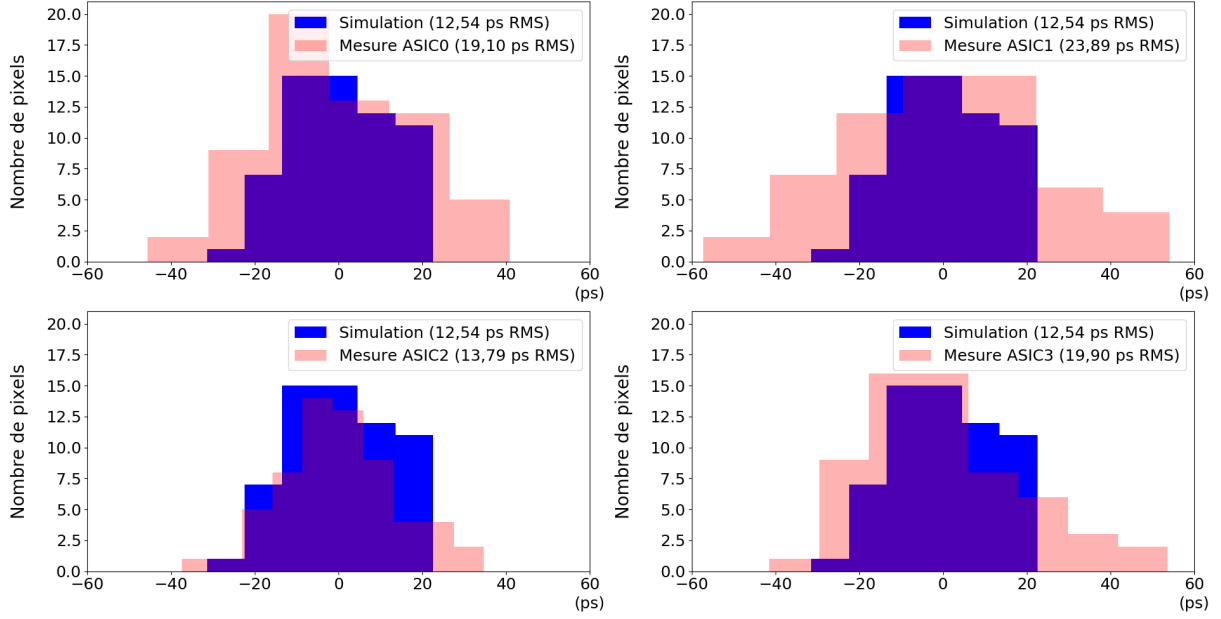 Simulation (12,54 ps RMS)
Mesure ASIC0 (19,10 ps RMS)
Nombre de pixels
20.0
17.5
15.0
12.5
10.0
7.5
5.0
2.5
0.0
−60 −40 −20 0 20 40 60
(ps)
Simulation (12,54 ps RMS)
Mesure ASIC1 (23,89 ps RMS)
Nombre de pixels
20.0
17.5
15.0
12.5
10.0
7.5
5.0
2.5
0.0
−60 −40 −20 0 20 40 60
(ps)
Simulation (12,54 ps RMS)
Mesure ASIC2 (13,79 ps RMS)
Nombre de pixels
20.0
17.5
15.0
12.5
10.0
7.5
5.0
2.5
0.0
−60 −40 −20 0 20 40 60
(ps)
Simulation (12,54 ps RMS)
Mesure ASIC3 (19,90 ps RMS)
Nombre de pixels
20.0
17.5
15.0
12.5
10.0
7.5
5.0
2.5
0.0
−60 −40 −20 0 20 40 60
(ps)